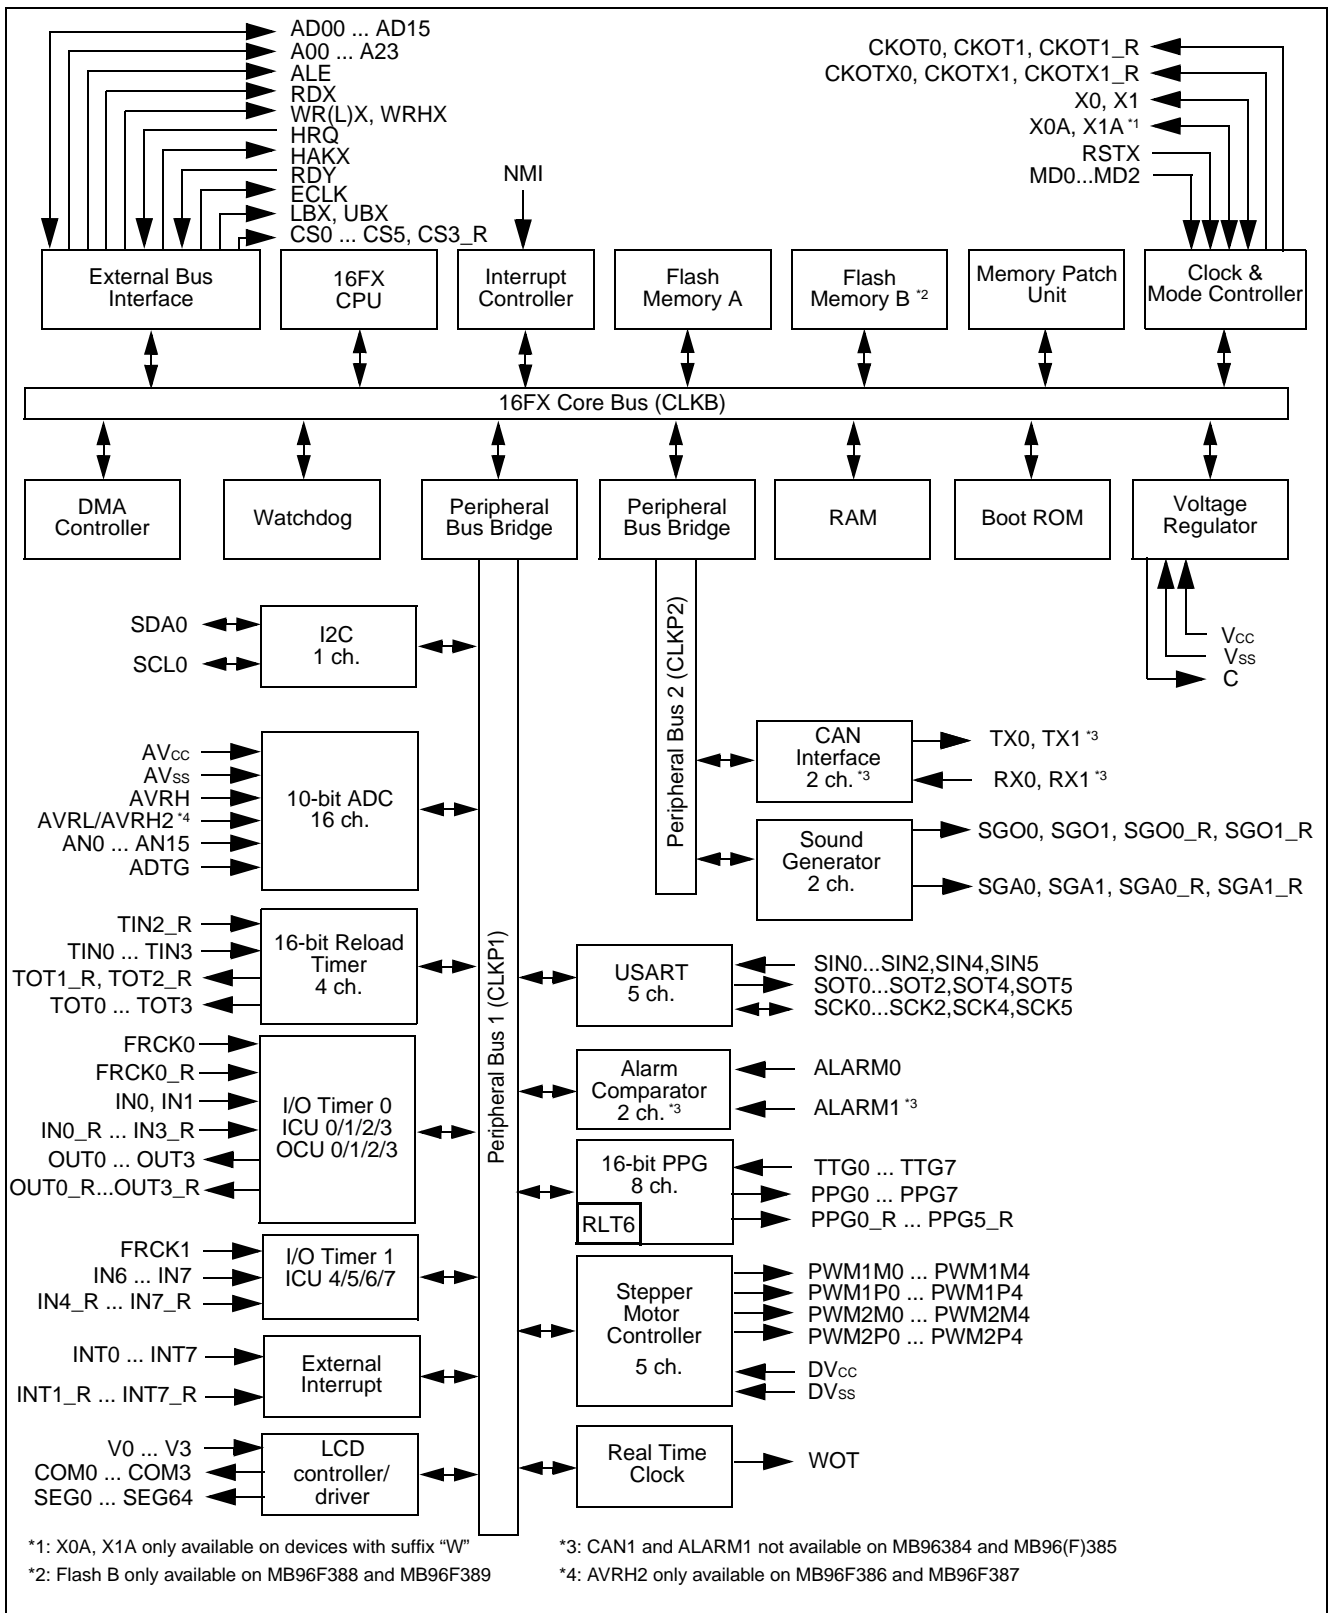 AD00 ... AD15
A00 ... A23
ALE
RDX
WR(L)X, WRHX
HRQ
HAKX
RDY
ECLK
LBX, UBX
CS0 ... CS5, CS3_R
NMI
CKOT0, CKOT1, CKOT1_R
CKOTX0, CKOTX1, CKOTX1_R
X0, X1
X0A, X1A *1
RSTX
MD0...MD2
External Bus
Interface
16FX
CPU
Interrupt
Controller
Flash
Memory A
Flash
Memory B *2
Memory Patch
Unit
Clock &
Mode Controller
16FX Core Bus (CLKB)
DMA
Controller
Watchdog
Peripheral
Bus Bridge
Peripheral
Bus Bridge
RAM
Boot ROM
Voltage
Regulator
Vcc
Vss
C
Peripheral Bus 1 (CLKP1)
Peripheral Bus 2 (CLKP2)
SDA0
SCL0
I2C
1 ch.
AVcc
AVss
AVRH
AVRL/AVRH2 *4
AN0 ... AN15
ADTG
10-bit ADC
16 ch.
TIN2_R
TIN0 ... TIN3
TOT1_R, TOT2_R
TOT0 ... TOT3
16-bit Reload
Timer
4 ch.
FRCK0
FRCK0_R
IN0, IN1
IN0_R ... IN3_R
OUT0 ... OUT3
OUT0_R...OUT3_R
I/O Timer 0
ICU 0/1/2/3
OCU 0/1/2/3
FRCK1
IN6 ... IN7
IN4_R ... IN7_R
I/O Timer 1
ICU 4/5/6/7
INT0 ... INT7
INT1_R ... INT7_R
External
Interrupt
V0 ... V3
COM0 ... COM3
SEG0 ... SEG64
LCD
controller/
driver
CAN
Interface
2 ch. *3
TX0, TX1 *3
RX0, RX1 *3
Sound
Generator
2 ch.
SGO0, SGO1, SGO0_R, SGO1_R
SGA0, SGA1, SGA0_R, SGA1_R
USART
5 ch.
SIN0...SIN2,SIN4,SIN5
SOT0...SOT2,SOT4,SOT5
SCK0...SCK2,SCK4,SCK5
Alarm
Comparator
2 ch. *3
ALARM0
ALARM1 *3
16-bit PPG
8 ch.
RLT6
TTG0 ... TTG7
PPG0 ... PPG7
PPG0_R ... PPG5_R
Stepper
Motor
Controller
5 ch.
PWM1M0 ... PWM1M4
PWM1P0 ... PWM1P4
PWM2M0 ... PWM2M4
PWM2P0 ... PWM2P4
DVcc
DVss
Real Time
Clock
WOT
*1: X0A, X1A only available on devices with suffix “W”
*2: Flash B only available on MB96F388 and MB96F389
*3: CAN1 and ALARM1 not available on MB96384 and MB96(F)385
*4: AVRH2 only available on MB96F386 and MB96F387